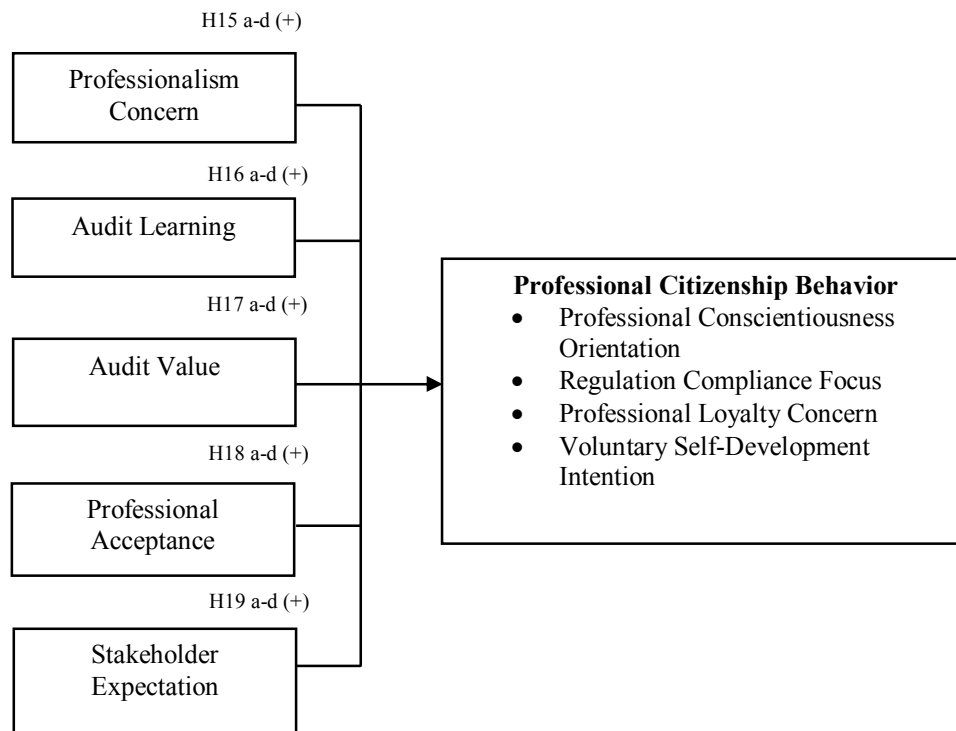 H15 a-d (+)
Professionalism
Concern
H16 a-d (+)
Audit Learning
H17 a-d (+)
Audit Value
H18 a-d (+)
Professional
Acceptance
H19 a-d (+)
Stakeholder
Expectation
Professional Citizenship Behavior
• Professional Conscientiousness
Orientation
• Regulation Compliance Focus
• Professional Loyalty Concern
• Voluntary Self-Development
Intention